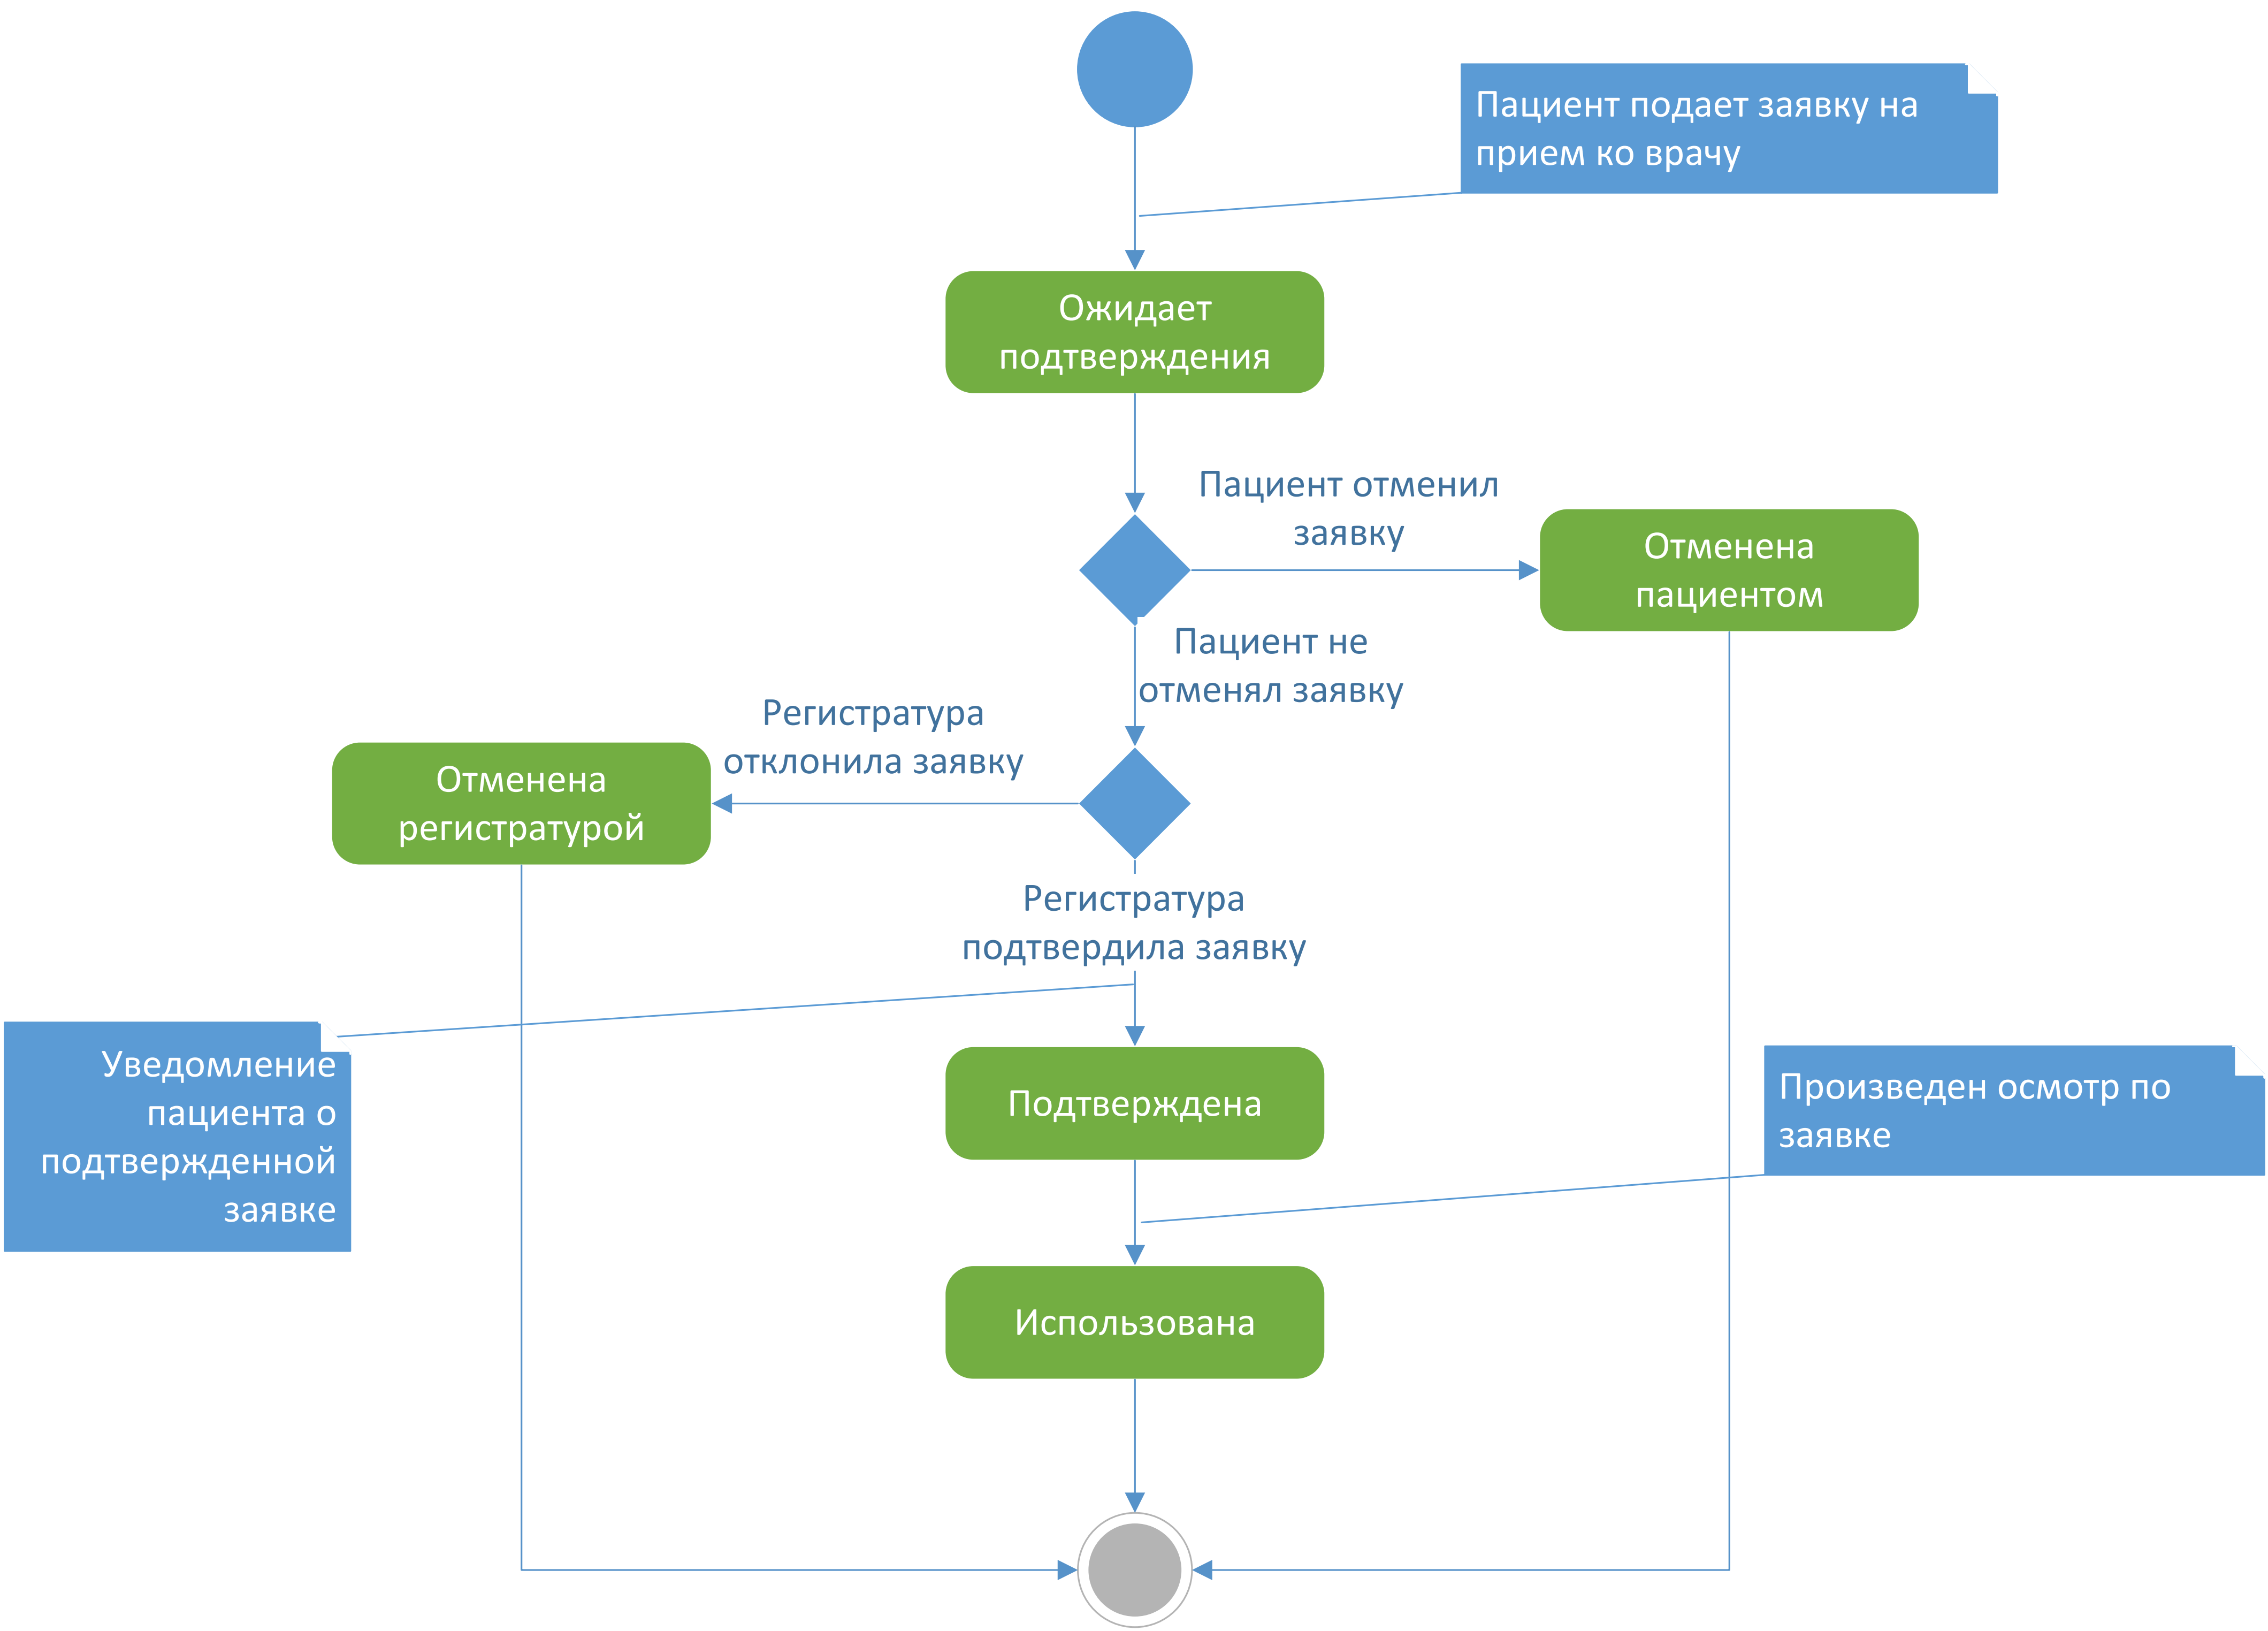 Пациент подает заявку на
прием ко врачу
Ожидает
подтверждения
Пациент отменил
заявку
Отменена
пациентом
Пациент не
отменял заявку
Регистратура
отклонила заявку
Отменена
регистратурой
Регистратура
подтвердила заявку
Уведомление
пациента о
подтвержденной
заявке
Подтверждена
Произведен осмотр по
заявке
Использована